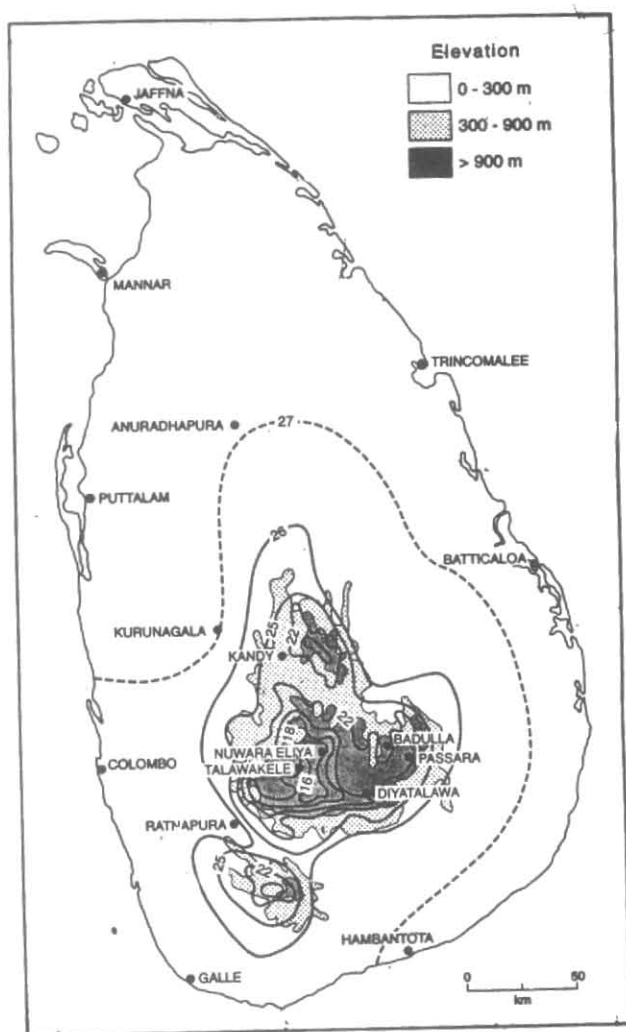 Elevation
0 - 300 m
300 - 900 m
> 900 m
JAFFNA
MANNAR
TRINCOMALEE
ANURADHAPURA
27
PUTTALAM
26
BATTICALOA
KURUNAGALA
25
22
KANDY
22
18
NUWARA ELIYA
BADULLA
TALAWAKELE
PASSARA
COLOMBO
16
DIYATALAWA
RATNAPURA
25
22
HAMBANTOTA
GALLE
0 50
km